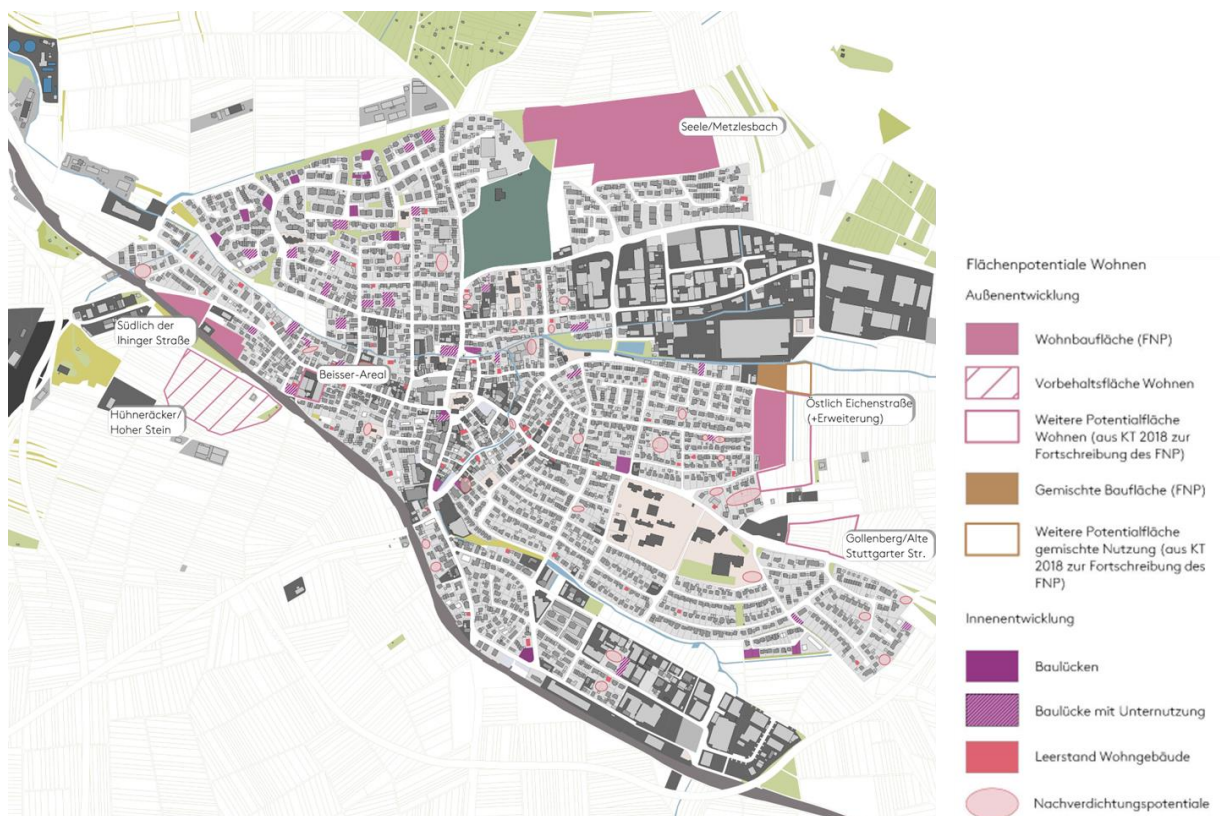 Seele/Metzlesbach
Südlich der
Ihinger Straße
Beisser-Areal
Hühneräcker/
Hoher Stein
Östlich Eichenstraße
(+Erweiterung)
Gollenberg/Alte
Stuttgarter Str.
Flächenpotentiale Wohnen
Außenentwicklung
Wohnbaufläche (FNP)
Vorbehaltsfläche Wohnen
Weitere Potentialfläche
Wohnen (aus KT 2018 zur
Fortschreibung des FNP)
Gemischte Baufläche (FNP)
Weitere Potentialfläche
gemischte Nutzung (aus KT
2018 zur Fortschreibung des
FNP)
Innenentwicklung
Baulücken
Baulücke mit Unternutzung
Leerstand Wohngebäude
Nachverdichtungspotentiale